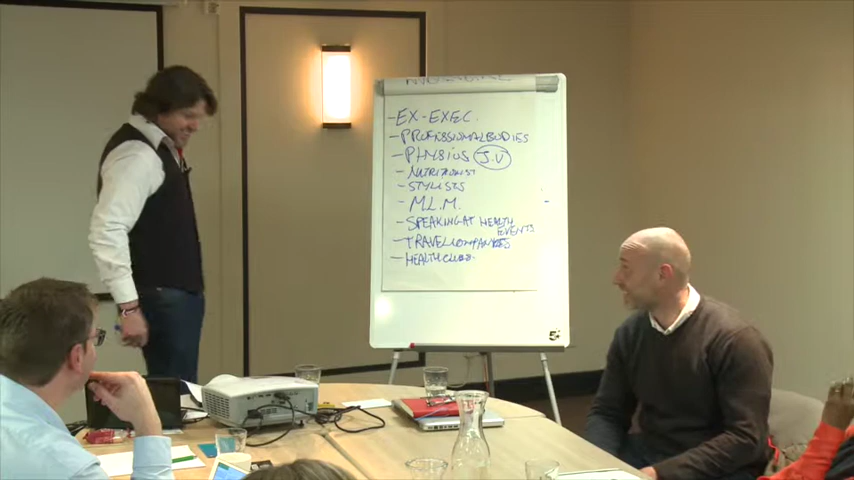 - EX-EXEC.
- PROFESSIONAL BODIES
- PHYSIOS J.V
- NUTRITIONIST
- STYLISTS
- M.L.M.
- SPEAKING AT HEALTH
EVENTS
- TRAVEL COMPANIES
- HEALTH CLUBS.